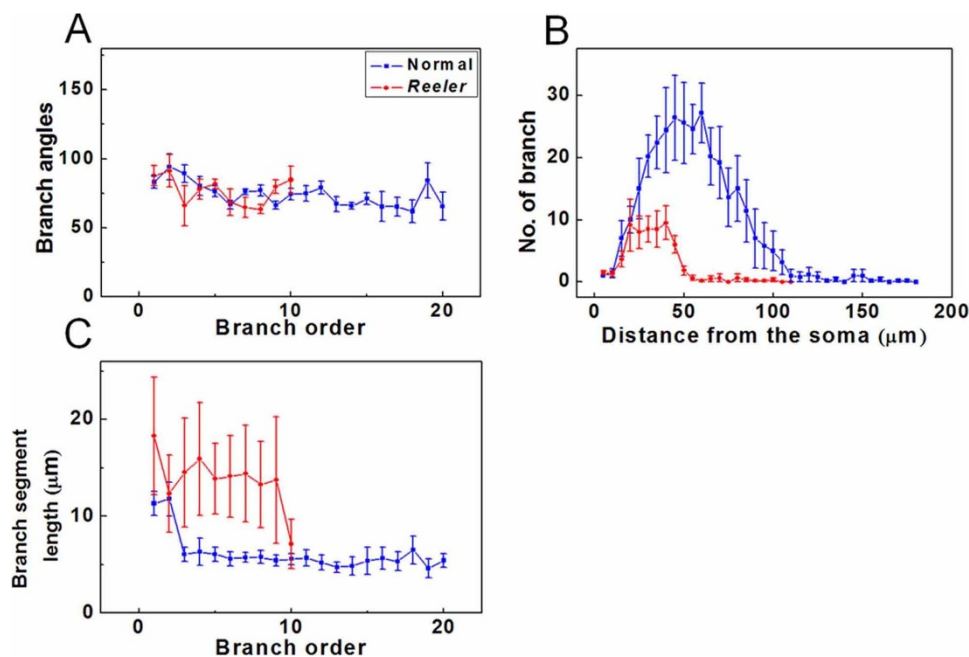 A
Branch angles
175
150
100
50
0
Normal
Reeler
0
10
20
Branch order
B
No. of branch
30
20
10
0
0
50
100
150
200
Distance from the soma (μm)
C
Branch segment
length (μm)
20
10
0
0
10
20
Branch order